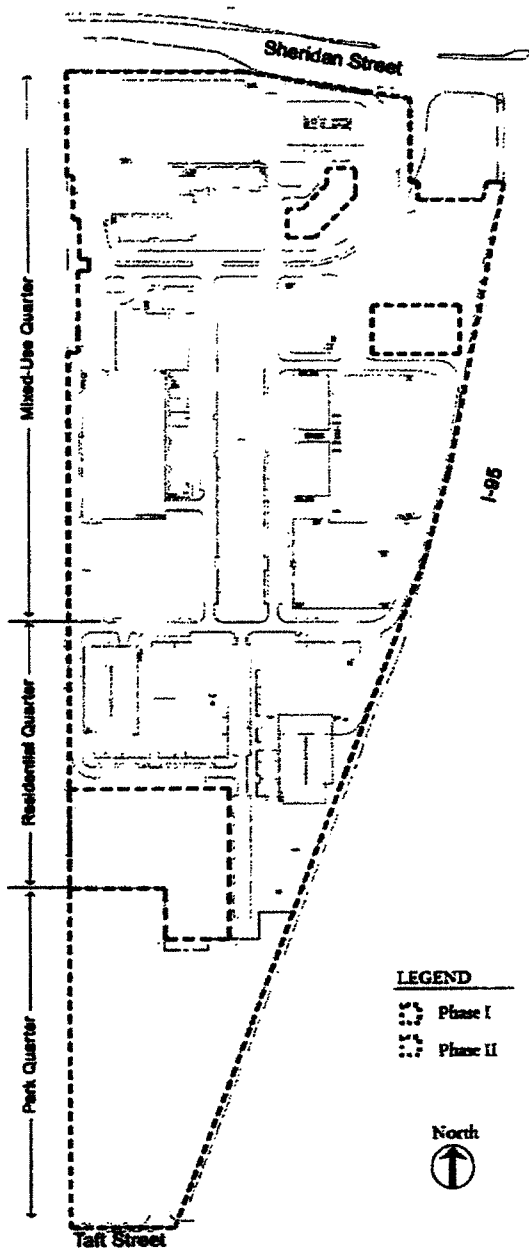 Sheridan Street
Mixed-Use Quarter
I-95
Residential Quarter
Park Quarter
LEGEND
Phase I
Phase II
North
Taft Street